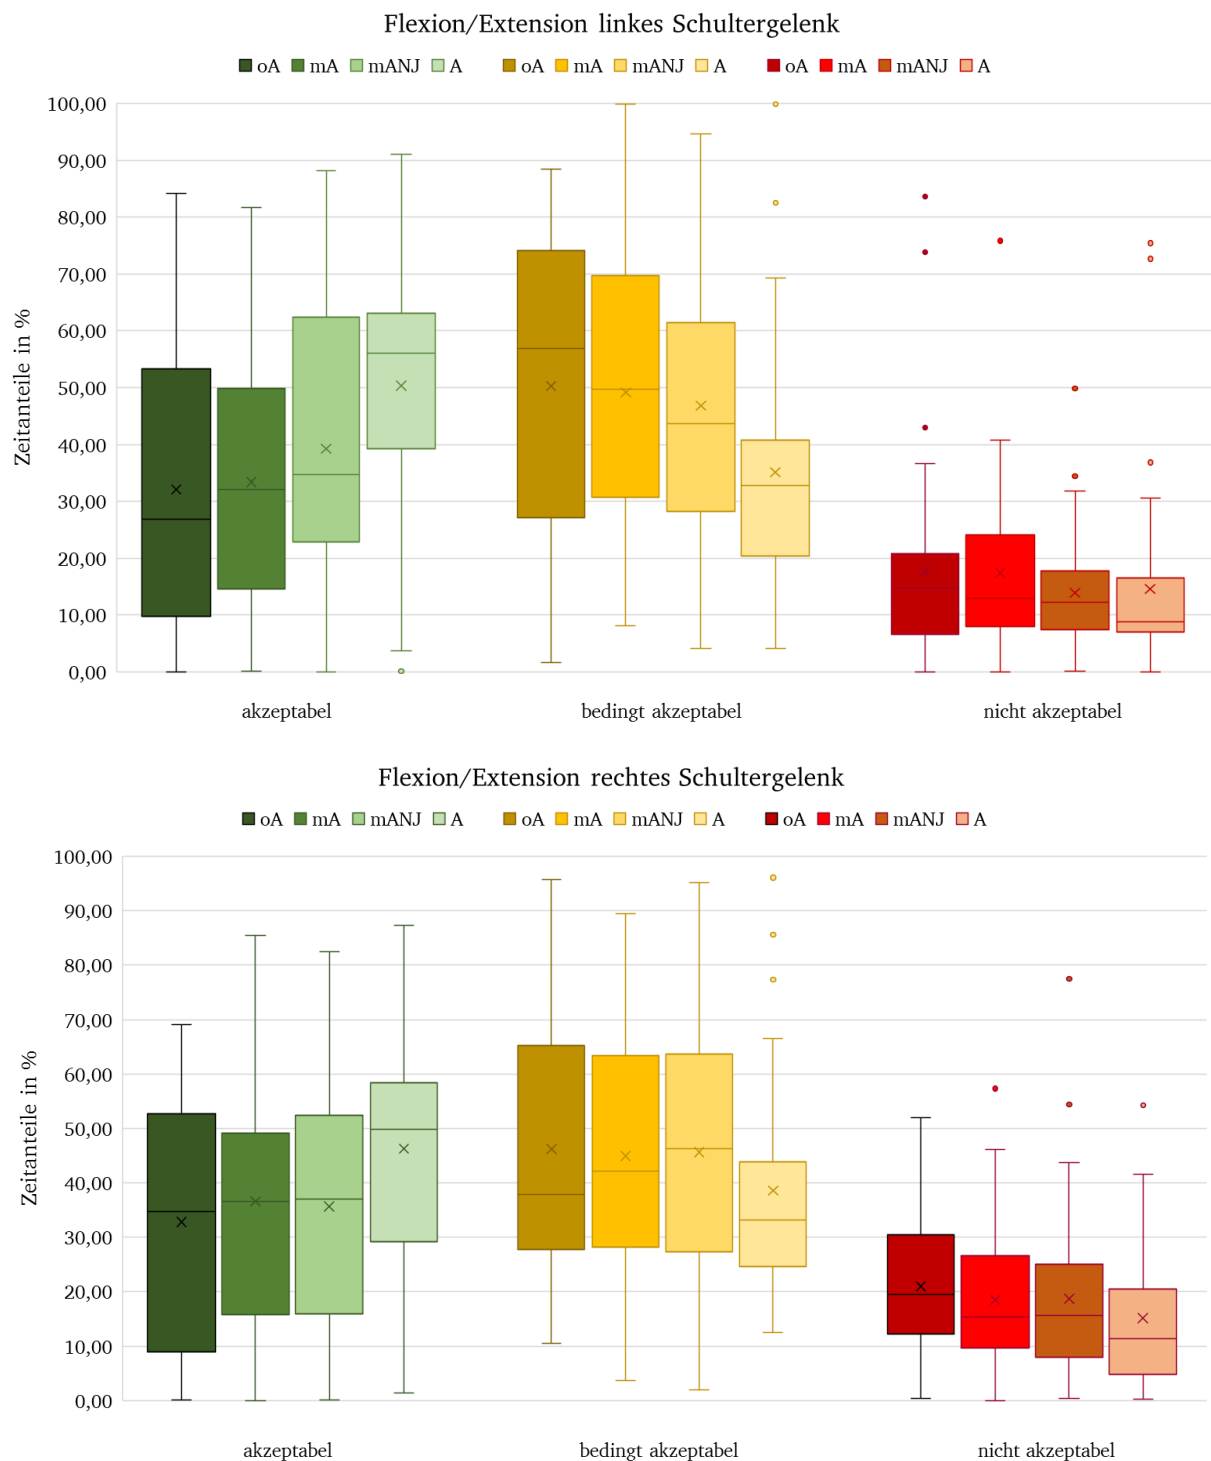 Flexion/Extension linkes Schultergelenk
oA mA mANJ A oA mA mANJ A oA mA mANJ A
100,00
90,00
80,00
70,00
60,00
50,00
40,00
30,00
20,00
10,00
0,00
Zeitanteile in %
akzeptabel bedingt akzeptabel nicht akzeptabel
Flexion/Extension rechtes Schultergelenk
oA mA mANJ A oA mA mANJ A oA mA mANJ A
100,00
90,00
80,00
70,00
60,00
50,00
40,00
30,00
20,00
10,00
0,00
Zeitanteile in %
akzeptabel bedingt akzeptabel nicht akzeptabel